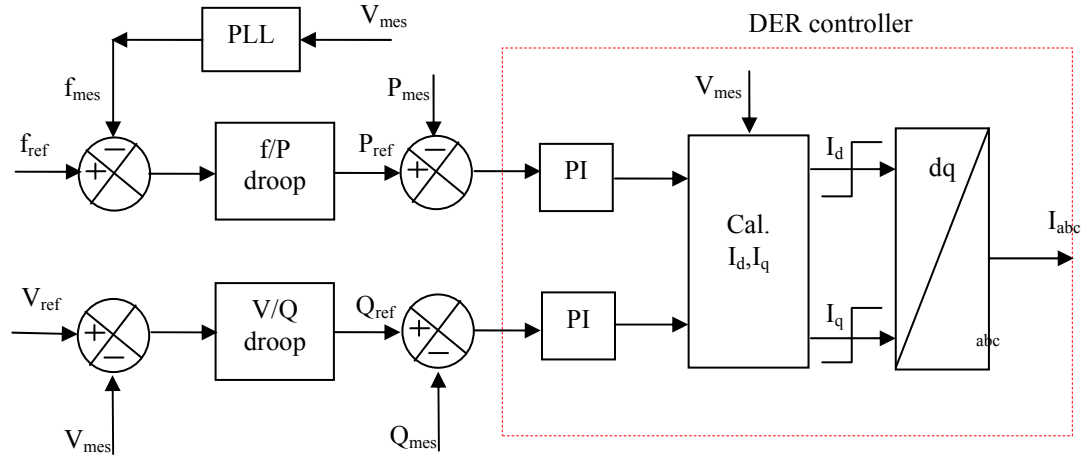 V_mes
PLL
DER controller
f_mes
P_mes
V_mes
f_ref
−
+
f/P
droop
P_ref
−
+
PI
I_d
dq
Cal.
I_d,I_q
I_abc
V_ref
+
−
V/Q
droop
Q_ref
+
−
PI
I_q
abc
V_mes
Q_mes